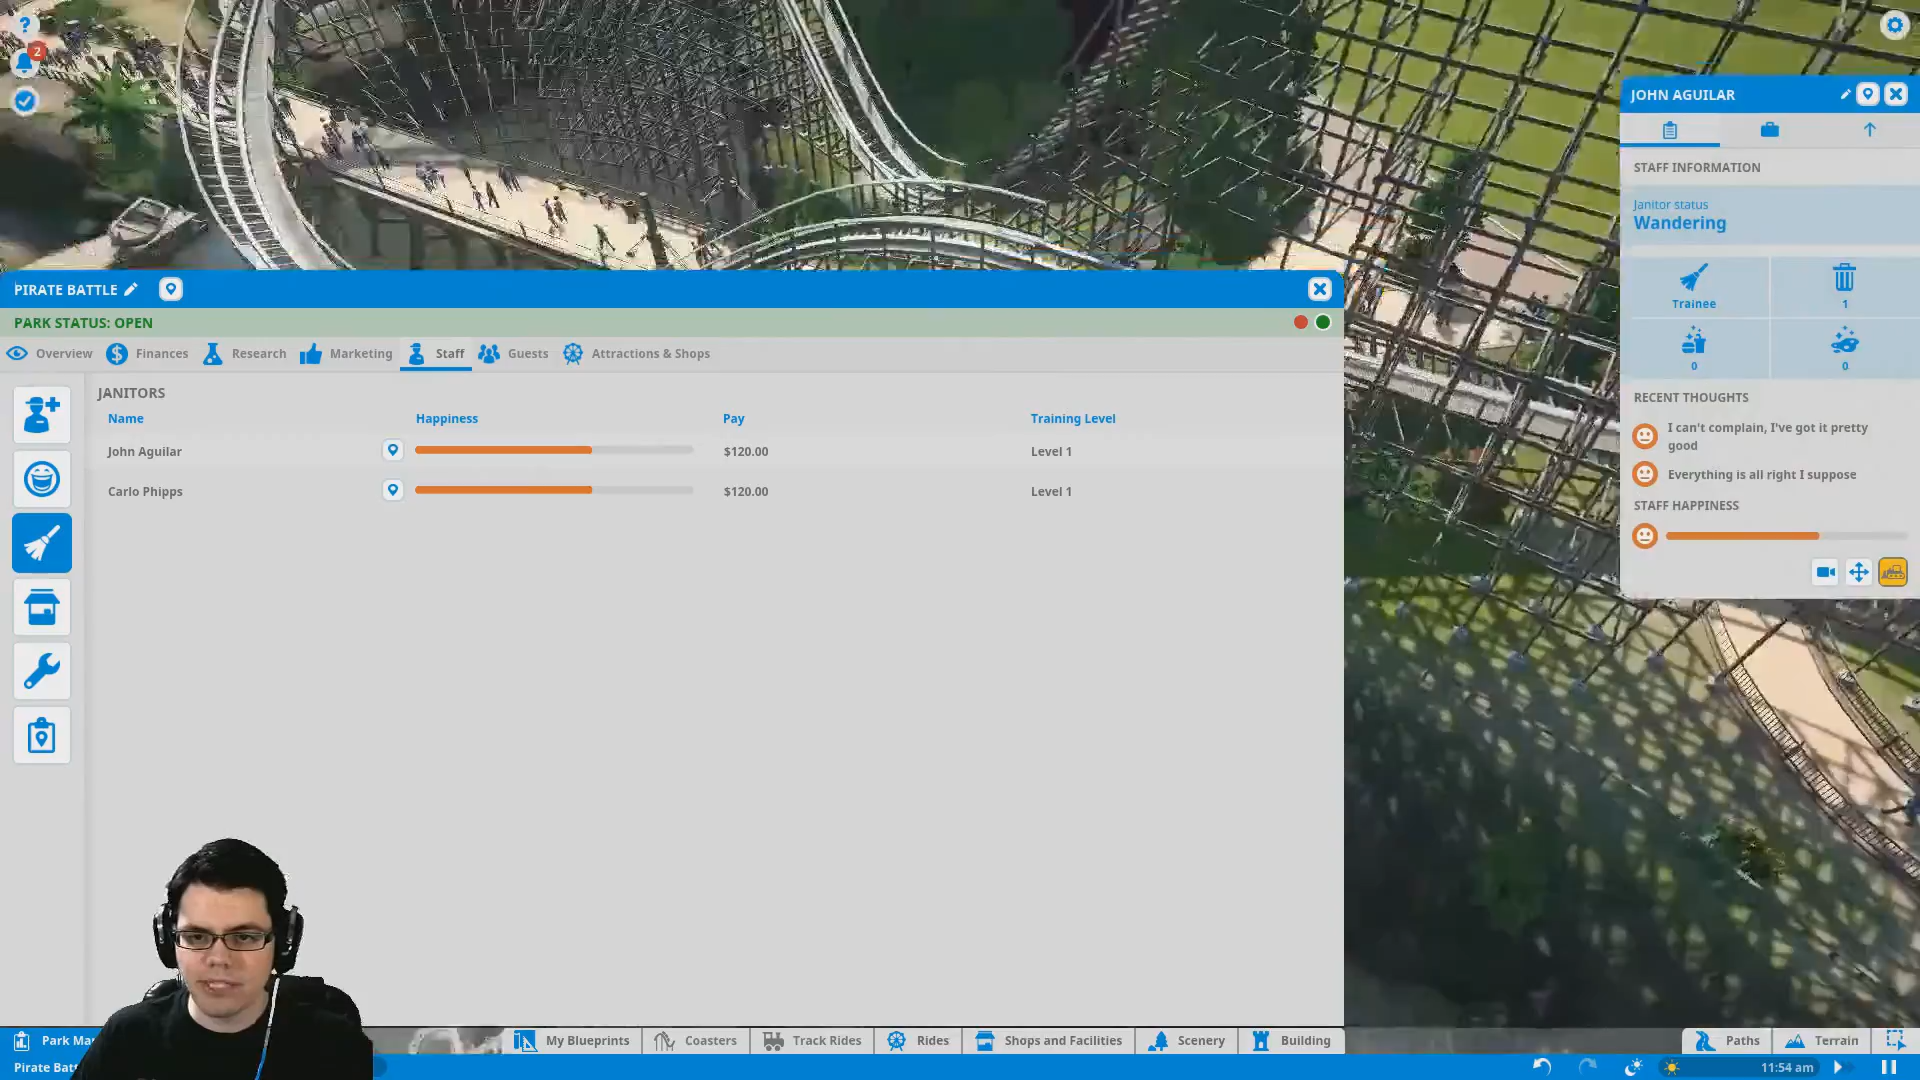 ?
2
JOHN AGUILAR
STAFF INFORMATION
Janitor status
Wandering
Trainee
1
0
0
RECENT THOUGHTS
I can't complain, I've got it pretty
good
Everything is all right I suppose
STAFF HAPPINESS
PIRATE BATTLE
PARK STATUS: OPEN
Overview
Finances
Research
Marketing
Staff
Guests
Attractions & Shops
JANITORS
Name Happiness Pay Training Level
John Aguilar $120.00 Level 1
Carlo Phipps $120.00 Level 1
Park
My Blueprints
Coasters
Track Rides
Rides
Shops and Facilities
Scenery
Building
Paths
Terrain
Pirate
11:54 am